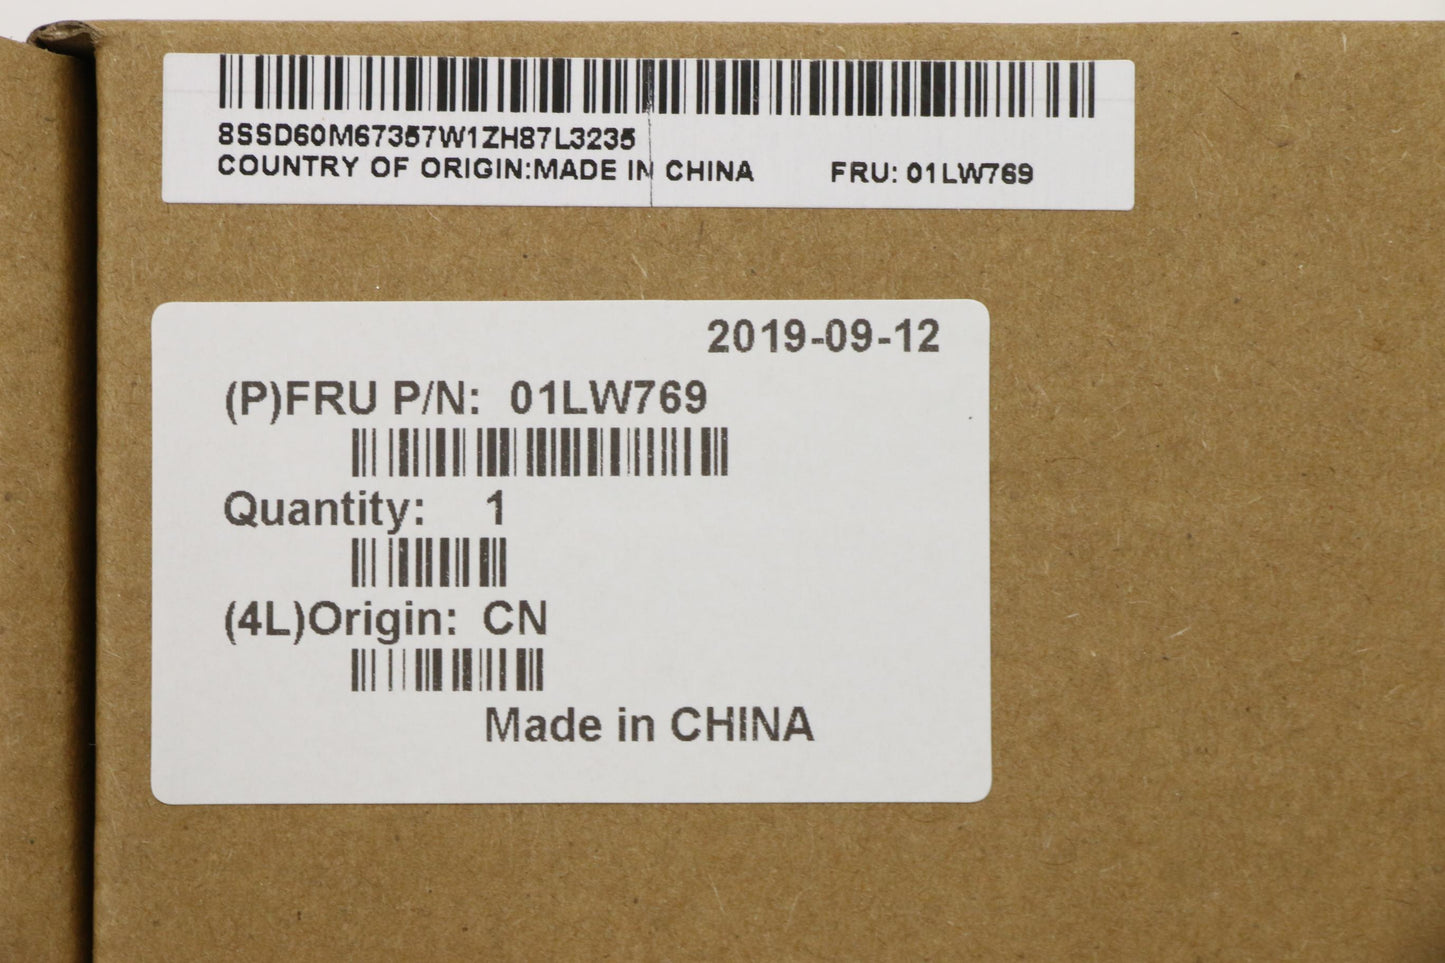 8SSD60M67357W1ZH87L3235
COUNTRY OF ORIGIN:MADE IN CHINA FRU: 01LW769
2019-09-12
(P)FRU P/N: 01LW769
Quantity: 1
(4L)Origin: CN
Made in CHINA